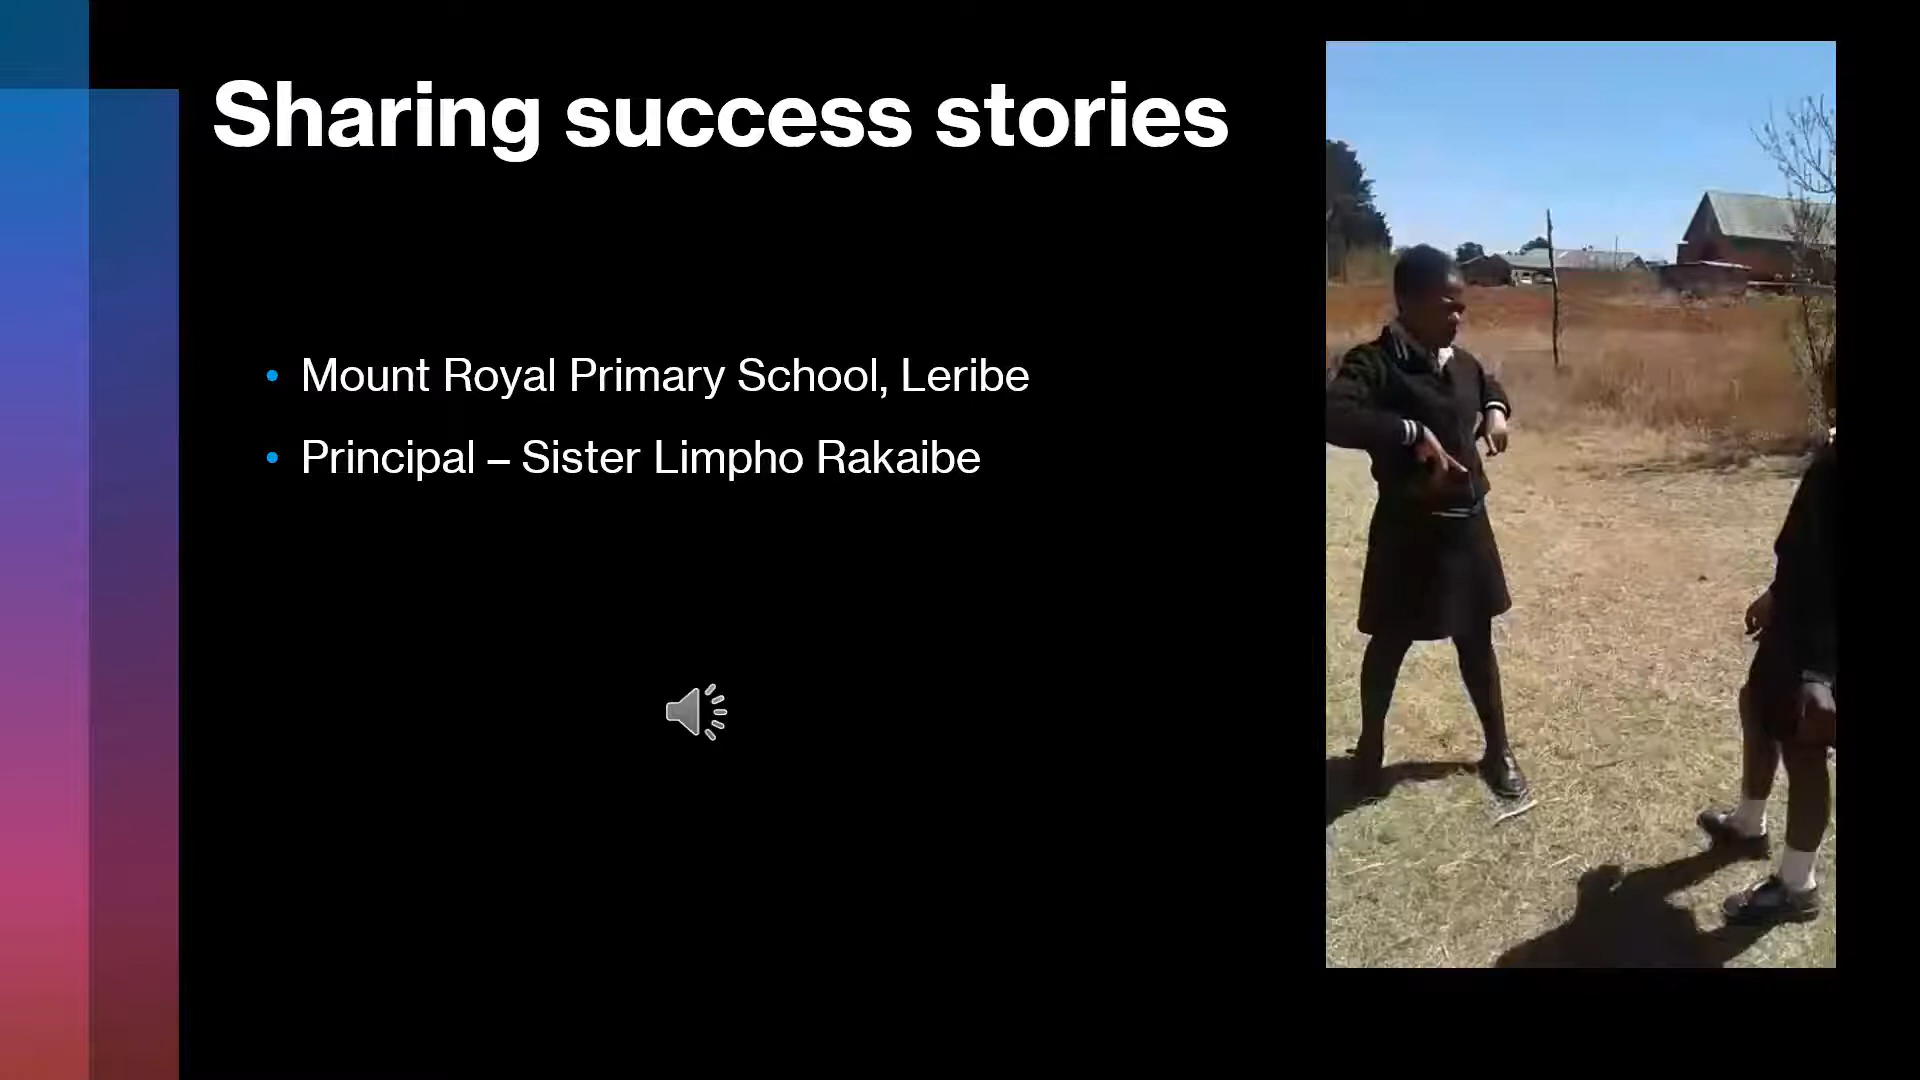 Sharing success stories
• Mount Royal Primary School, Leribe
• Principal – Sister Limpho Rakaibe